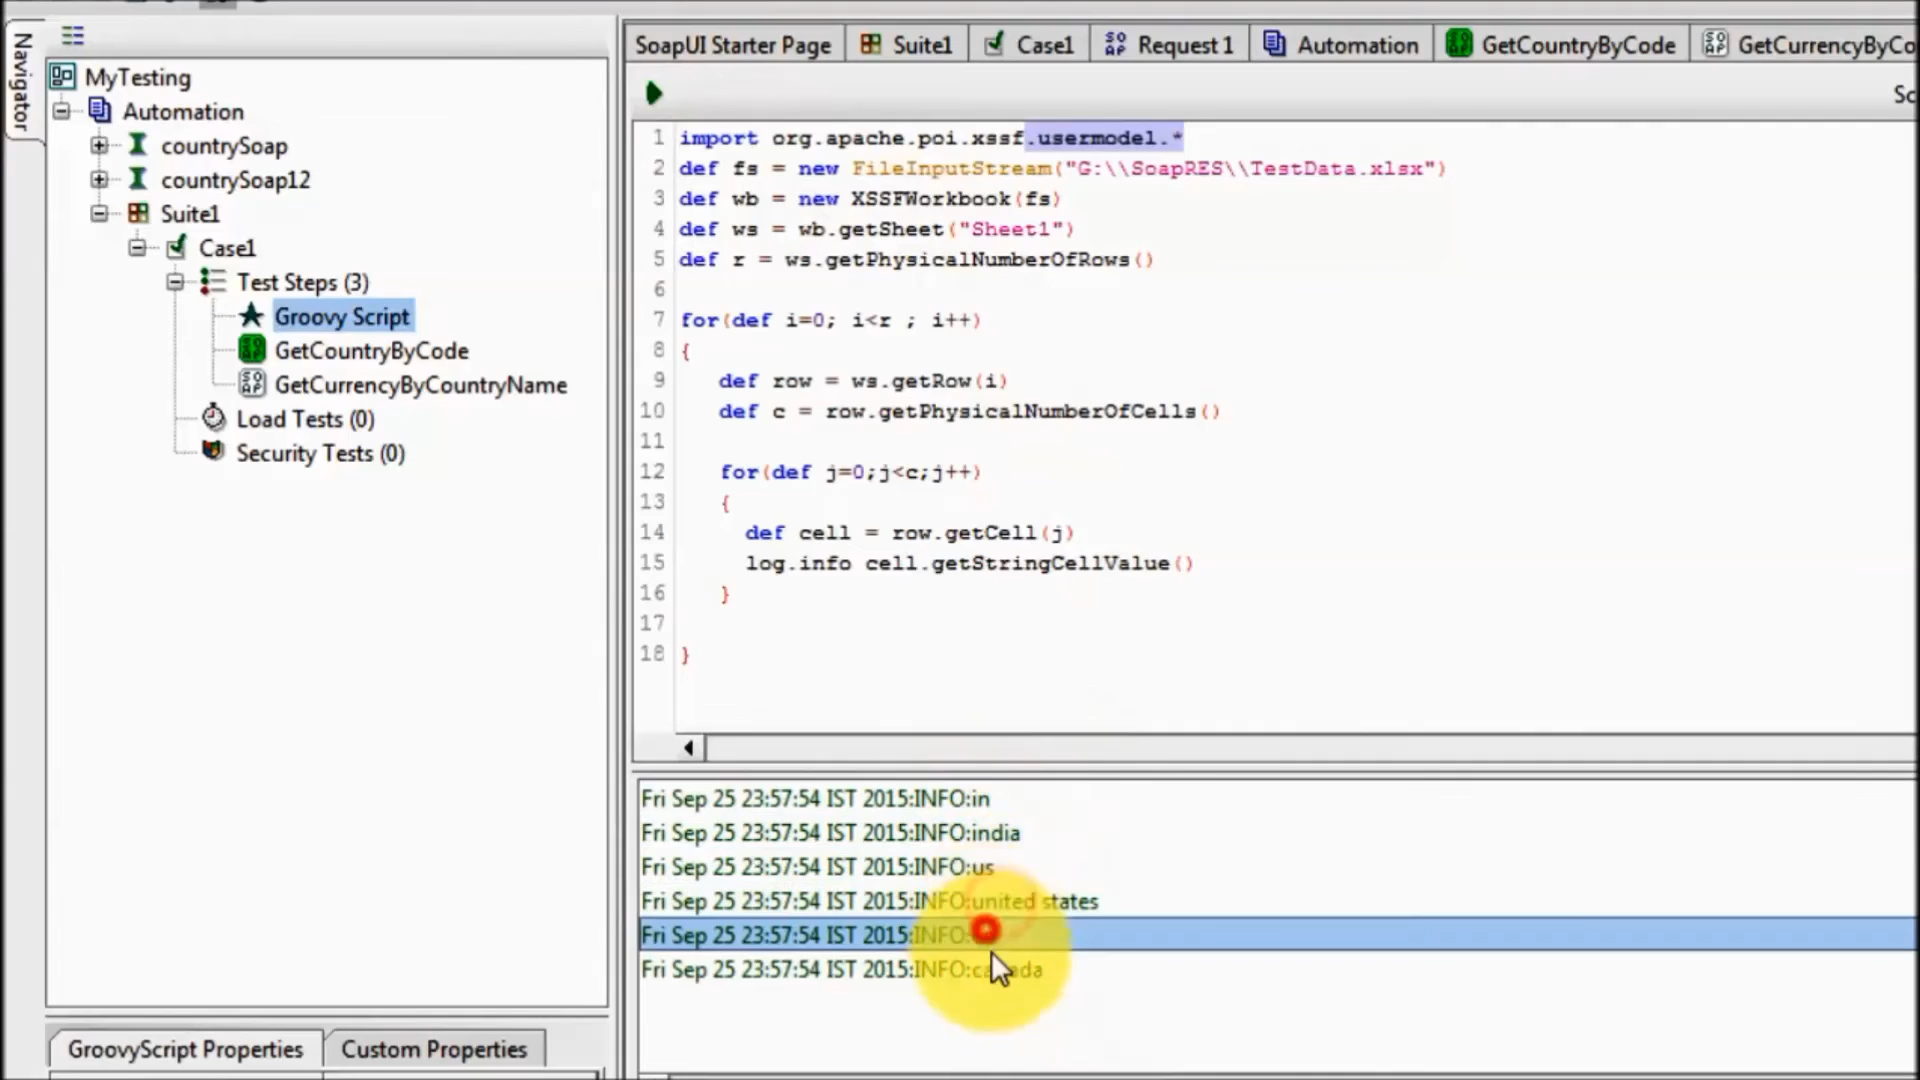 Navigator
MyTesting
Automation
countrySoap
countrySoap12
Suite1
Case1
Test Steps (3)
Groovy Script
GetCountryByCode
GetCurrencyByCountryName
Load Tests (0)
Security Tests (0)
GroovyScript Properties
Custom Properties
SoapUI Starter Page
Suite1
Case1
Request 1
Automation
GetCountryByCode
GetCurrencyByCo
Sc
1 import org.apache.poi.xssf.usermodel.*
2 def fs = new FileInputStream("G:\\SoapRES\\TestData.xlsx")
3 def wb = new XSSFWorkbook(fs)
4 def ws = wb.getSheet("Sheet1")
5 def r = ws.getPhysicalNumberOfRows()
6
7 for(def i=0; i<r ; i++)
8 {
9 def row = ws.getRow(i)
10 def c = row.getPhysicalNumberOfCells()
11
12 for(def j=0;j<c;j++)
13 {
14 def cell = row.getCell(j)
15 log.info cell.getStringCellValue()
16 }
17
18 }
Fri Sep 25 23:57:54 IST 2015:INFO:in
Fri Sep 25 23:57:54 IST 2015:INFO:india
Fri Sep 25 23:57:54 IST 2015:INFO:us
Fri Sep 25 23:57:54 IST 2015:INFO:united states
Fri Sep 25 23:57:54 IST 2015:INFO:
Fri Sep 25 23:57:54 IST 2015:INFO:canada